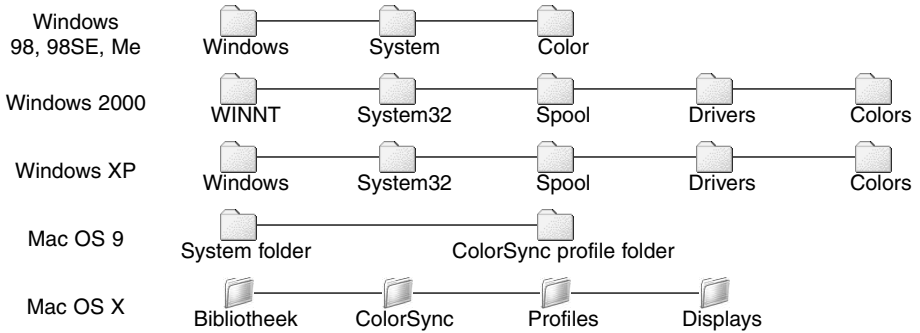 Windows
98, 98SE, Me
Windows System Color
Windows 2000
WINNT System32 Spool Drivers Colors
Windows XP
Windows System32 Spool Drivers Colors
Mac OS 9
System folder ColorSync profile folder
Mac OS X
Bibliotheek ColorSync Profiles Displays